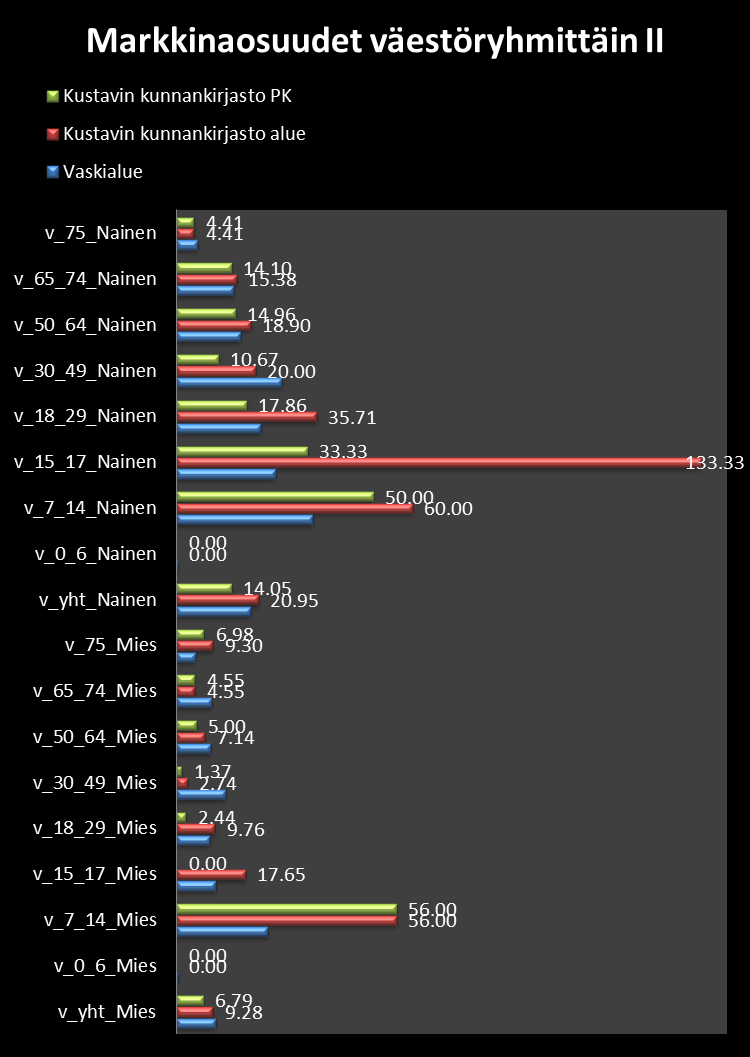 Markkinaosuudet väestöryhmittäin II
Kustavin kunnankirjasto PK
Kustavin kunnankirjasto alue
Vaskialue
v_75_Nainen 4.41 4.41
v_65_74_Nainen 14.10 15.38
v_50_64_Nainen 14.96 18.90
v_30_49_Nainen 10.67 20.00
v_18_29_Nainen 17.86 35.71
v_15_17_Nainen 33.33 133.33
v_7_14_Nainen 50.00 60.00
v_0_6_Nainen 0.00 0.00
v_yht_Nainen 14.05 20.95
v_75_Mies 6.98 9.30
v_65_74_Mies 4.55 4.55
v_50_64_Mies 5.00 7.14
v_30_49_Mies 1.37 2.74
v_18_29_Mies 2.44 9.76
v_15_17_Mies 0.00 17.65
v_7_14_Mies 56.00 56.00
v_0_6_Mies 0.00 0.00
v_yht_Mies 6.79 9.28